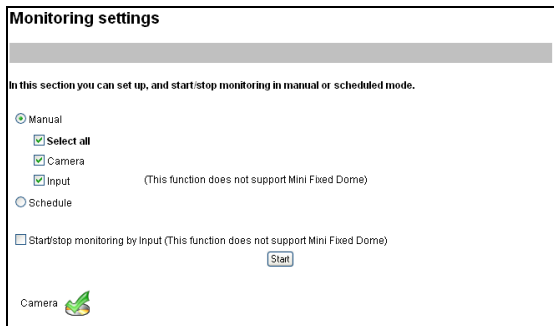 Monitoring settings
In this section you can set up, and start/stop monitoring in manual or scheduled mode.
Manual
Select all
Camera
Input (This function does not support Mini Fixed Dome)
Schedule
Start/stop monitoring by Input (This function does not support Mini Fixed Dome)
Start
Camera